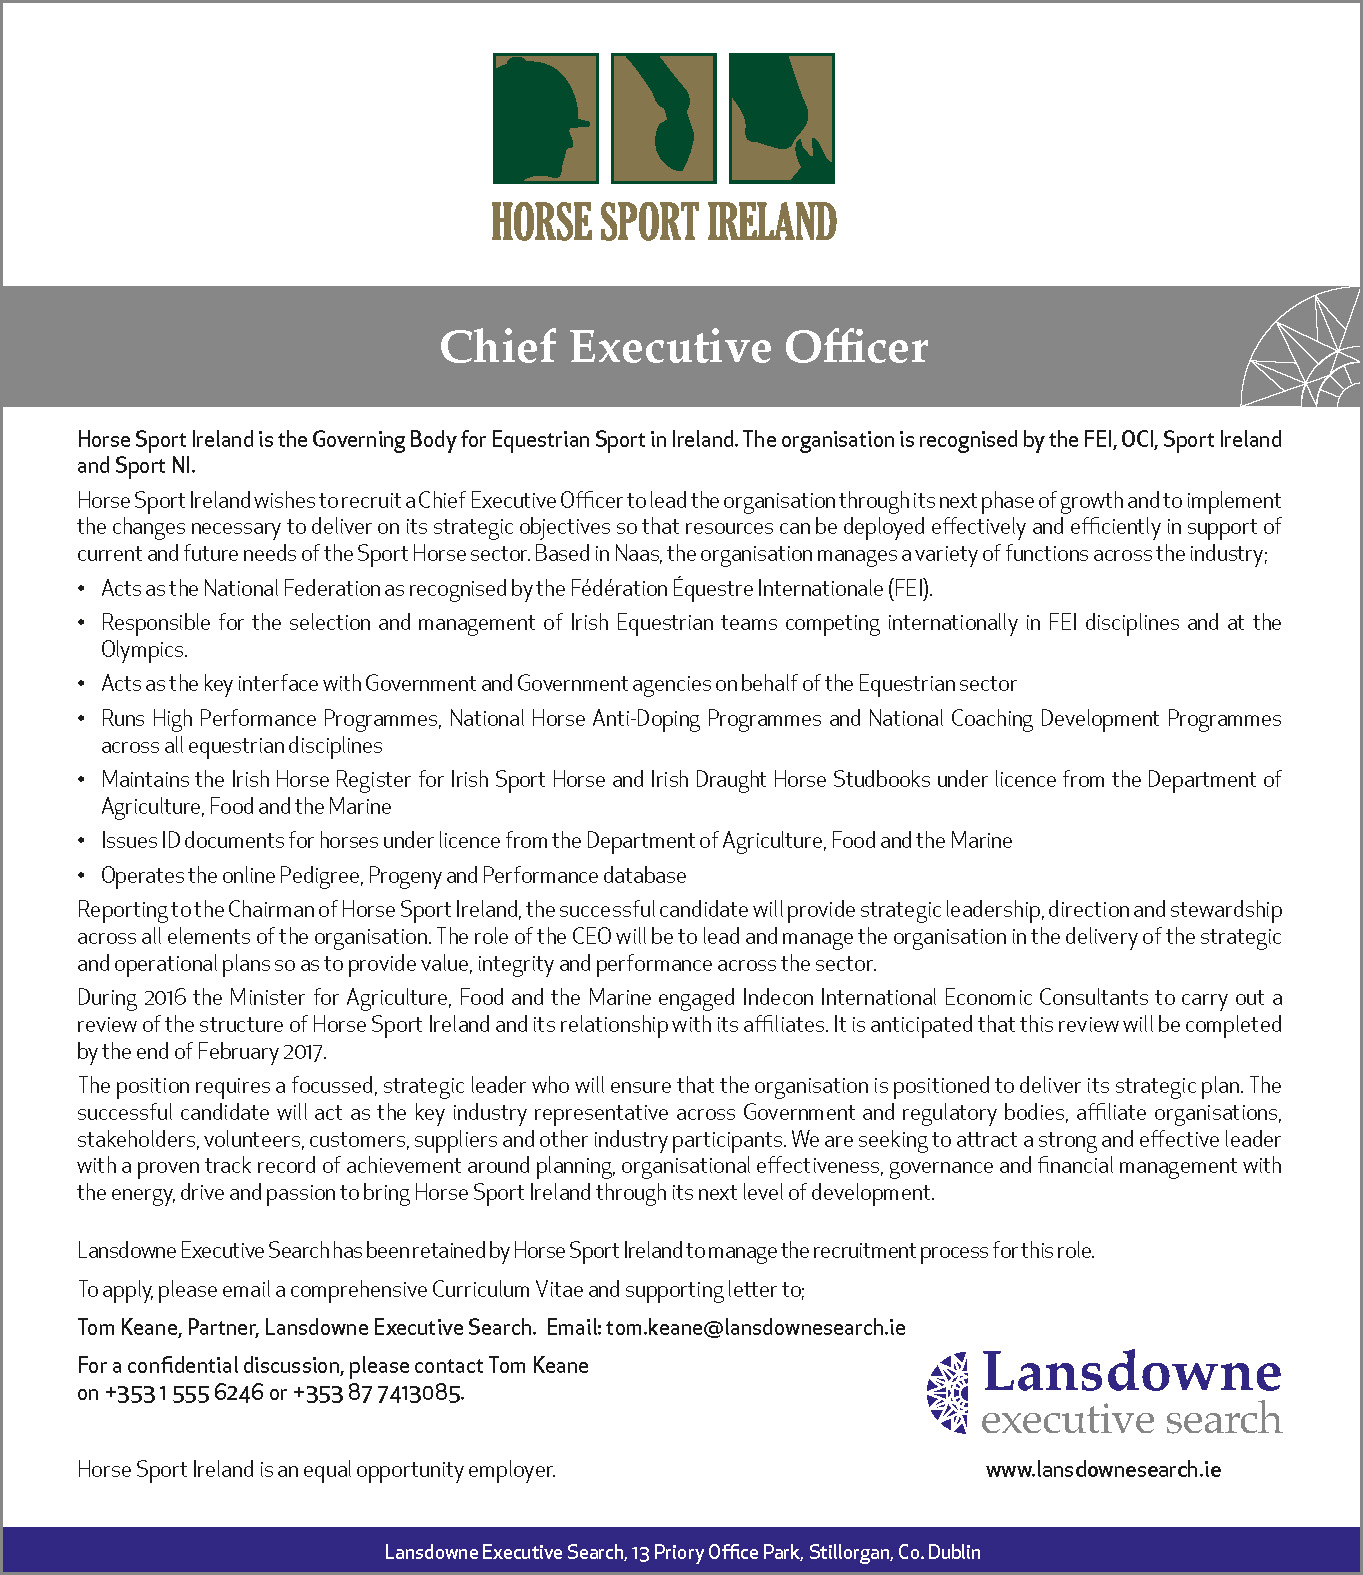 HORSE SPORT IRELAND
Chief Executive Officer
Horse Sport Ireland is the Governing Body for Equestrian Sport in Ireland. The organisation is recognised by the FEI, OCI, Sport Ireland
and Sport NI.
Horse Sport Ireland wishes to recruit a Chief Executive Officer to lead the organisation through its next phase of growth and to implement
the changes necessary to deliver on its strategic objectives so that resources can be deployed effectively and efficiently in support of
current and future needs of the Sport Horse sector. Based in Naas, the organisation manages a variety of functions across the industry;
• Acts as the National Federation as recognised by the Fédération Équestre Internationale (FEI).
• Responsible for the selection and management of Irish Equestrian teams competing internationally in FEI disciplines and at the
Olympics.
• Acts as the key interface with Government and Government agencies on behalf of the Equestrian sector
• Runs High Performance Programmes, National Horse Anti-Doping Programmes and National Coaching Development Programmes
across all equestrian disciplines
• Maintains the Irish Horse Register for Irish Sport Horse and Irish Draught Horse Studbooks under licence from the Department of
Agriculture, Food and the Marine
• Issues ID documents for horses under licence from the Department of Agriculture, Food and the Marine
• Operates the online Pedigree, Progeny and Performance database
Reporting to the Chairman of Horse Sport Ireland, the successful candidate will provide strategic leadership, direction and stewardship
across all elements of the organisation. The role of the CEO will be to lead and manage the organisation in the delivery of the strategic
and operational plans so as to provide value, integrity and performance across the sector.
During 2016 the Minister for Agriculture, Food and the Marine engaged Indecon International Economic Consultants to carry out a
review of the structure of Horse Sport Ireland and its relationship with its affiliates. It is anticipated that this review will be completed
by the end of February 2017.
The position requires a focussed, strategic leader who will ensure that the organisation is positioned to deliver its strategic plan. The
successful candidate will act as the key industry representative across Government and regulatory bodies, affiliate organisations,
stakeholders, volunteers, customers, suppliers and other industry participants. We are seeking to attract a strong and effective leader
with a proven track record of achievement around planning, organisational effectiveness, governance and financial management with
the energy, drive and passion to bring Horse Sport Ireland through its next level of development.
Lansdowne Executive Search has been retained by Horse Sport Ireland to manage the recruitment process for this role.
To apply, please email a comprehensive Curriculum Vitae and supporting letter to;
Tom Keane, Partner, Lansdowne Executive Search. Email: tom.keane@lansdownesearch.ie
For a confidential discussion, please contact Tom Keane
on +353 1 555 6246 or +353 87 7413085.
Lansdowne
executive search
Horse Sport Ireland is an equal opportunity employer.
www.lansdownesearch.ie
Lansdowne Executive Search, 13 Priory Office Park, Stillorgan, Co. Dublin